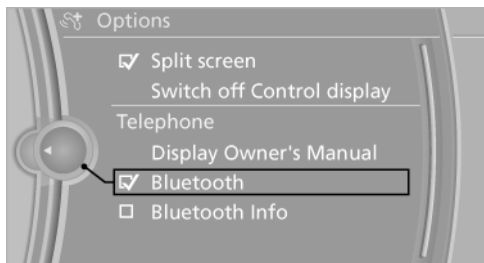 Options
Split screen
Switch off Control display
Telephone
Display Owner's Manual
Bluetooth
Bluetooth Info